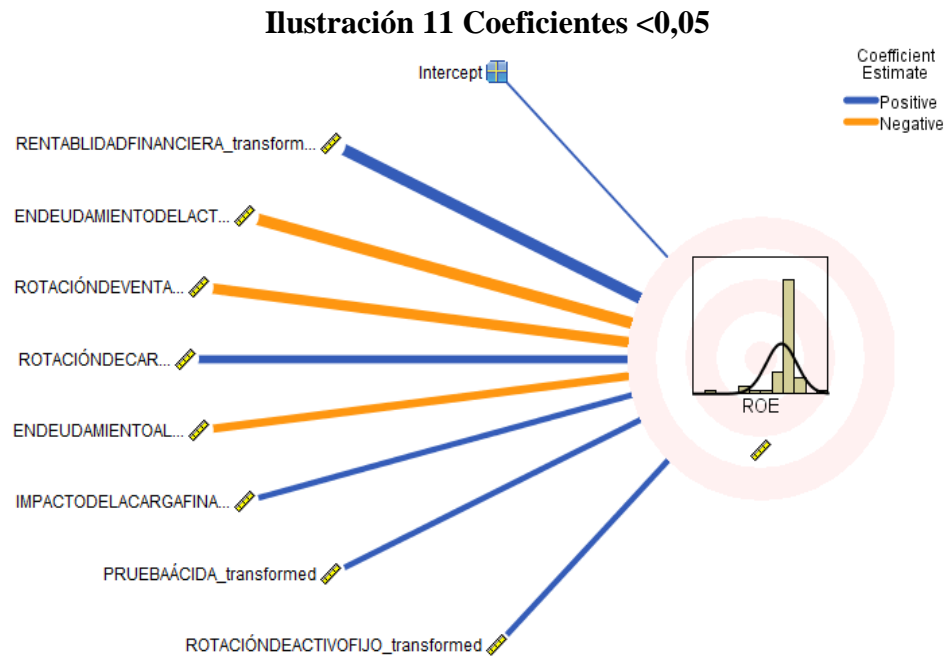 Ilustración 11 Coeficientes <0,05
Intercept
Coefficient
Estimate
Positive
Negative
RENTABLIDADFINANCIERA_transform...
ENDEUDAMIENTODELACT...
ROTACIÓNDEVENTA...
ROTACIÓNDECAR...
ENDEUDAMIENTOAL...
IMPACTODELACARGAFINA...
PRUEBAÁCIDA_transformed
ROTACIÓNDEACTIVOFIJO_transformed
ROE